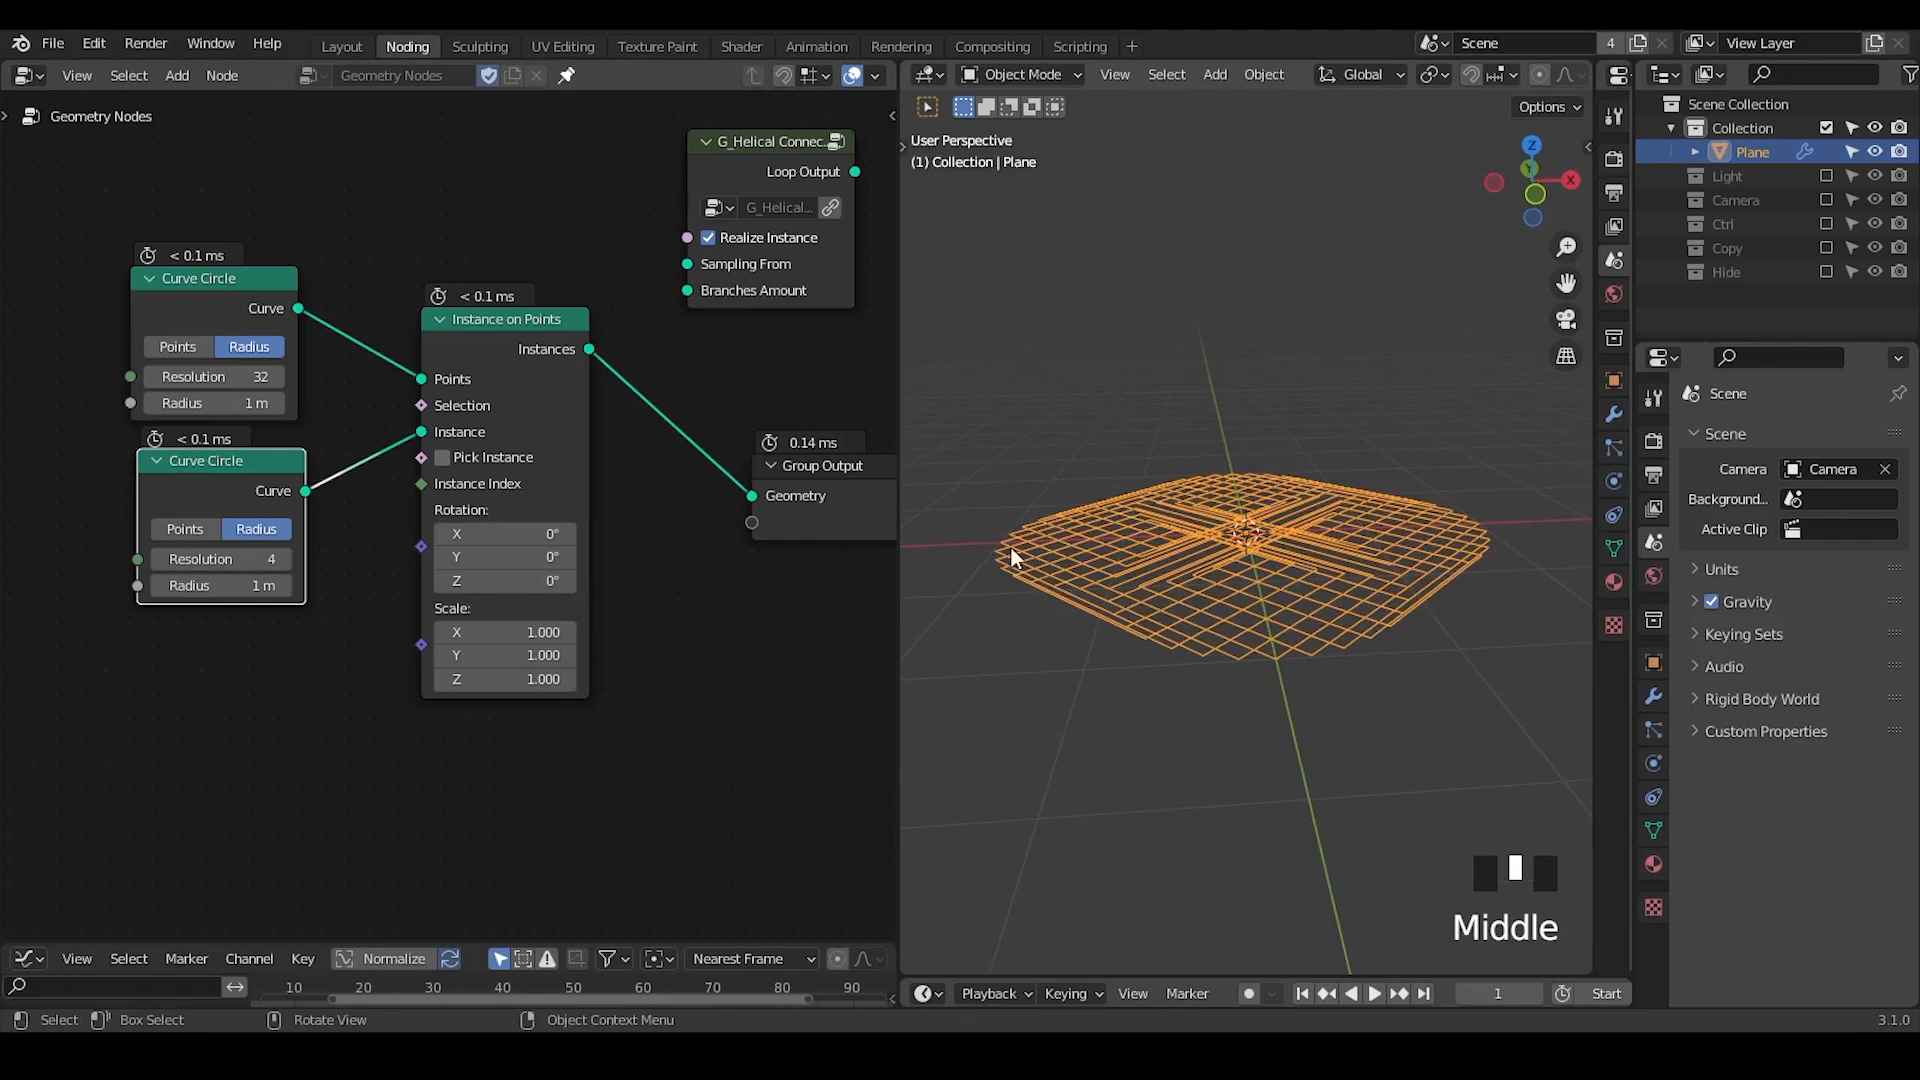 File Edit Render Window Help Layout Noding Sculpting UV Editing Texture Paint Shader Animation Rendering Compositing Scripting + Scene 4 View Layer
View Select Add Node Geometry Nodes
Object Mode View Select Add Object Global
Options
Geometry Nodes
G_Helical Connec..
Loop Output
G_Helical...
Realize Instance
Sampling From
Branches Amount
< 0.1 ms
Curve Circle
Curve
Points Radius
Resolution 32
Radius 1 m
< 0.1 ms
Curve Circle
Curve
Points Radius
Resolution 4
Radius 1 m
< 0.1 ms
Instance on Points
Instances
Points
Selection
Instance
Pick Instance
Instance Index
Rotation:
X 0°
Y 0°
Z 0°
Scale:
X 1.000
Y 1.000
Z 1.000
0.14 ms
Group Output
Geometry
User Perspective
(1) Collection | Plane
Z
Y
X
Middle
Scene Collection
Collection
Plane
Light
Camera
Ctrl
Copy
Hide
Scene
Scene
Camera Camera
Background...
Active Clip
Units
Gravity
Keying Sets
Audio
Rigid Body World
Custom Properties
View Select Marker Channel Key Normalize Nearest Frame
10 20 30 40 50 60 70 80 90
Playback Keying View Marker 1 Start
Select Box Select Rotate View Object Context Menu 3.1.0